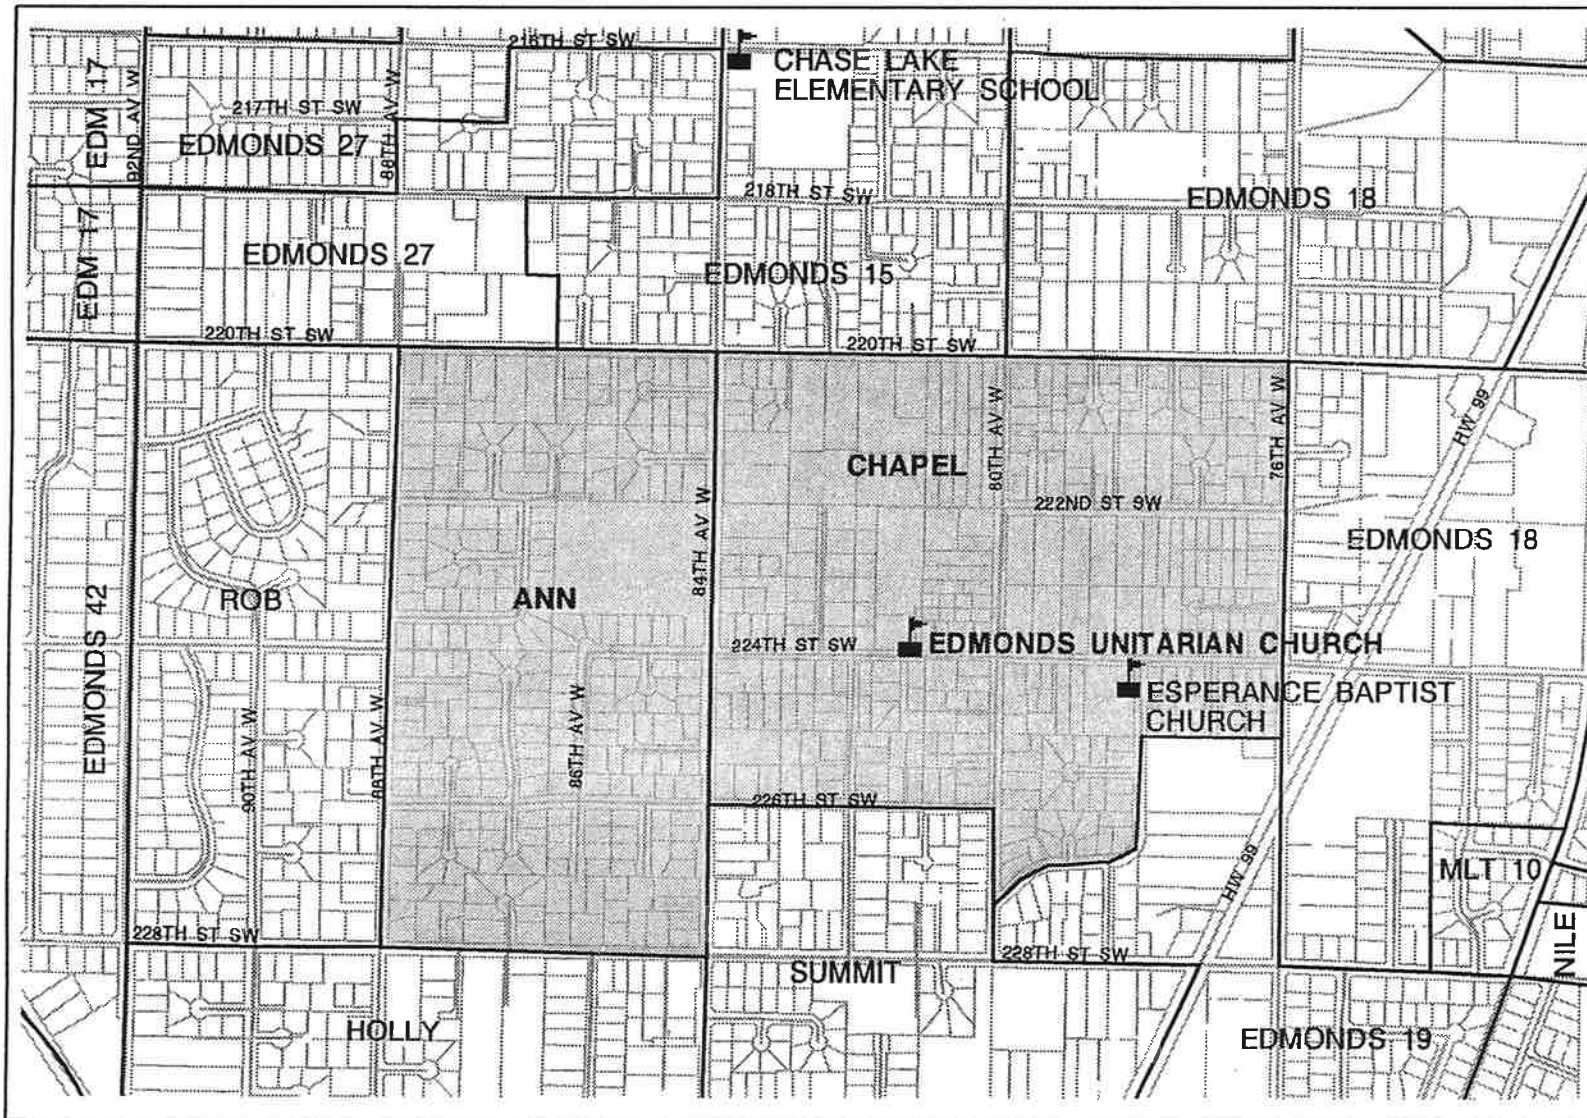 216TH ST SW
CHASE LAKE
ELEMENTARY SCHOOL
EDM 17
92ND AV W
217TH ST SW
EDMONDS 27
88TH AV W
218TH ST SW
EDMONDS 18
EDM 17
EDMONDS 27
EDMONDS 15
220TH ST SW
220TH ST SW
80TH AV W
76TH AV W
HW 99
CHAPEL
222ND ST SW
84TH AV W
EDMONDS 18
EDMONDS 42
ROB
ANN
224TH ST SW
EDMONDS UNITARIAN CHURCH
ESPERANCE BAPTIST
CHURCH
90TH AV W
88TH AV W
86TH AV W
226TH ST SW
HW 99
MLT 10
228TH ST SW
228TH ST SW
NILE
SUMMIT
HOLLY
EDMONDS 19